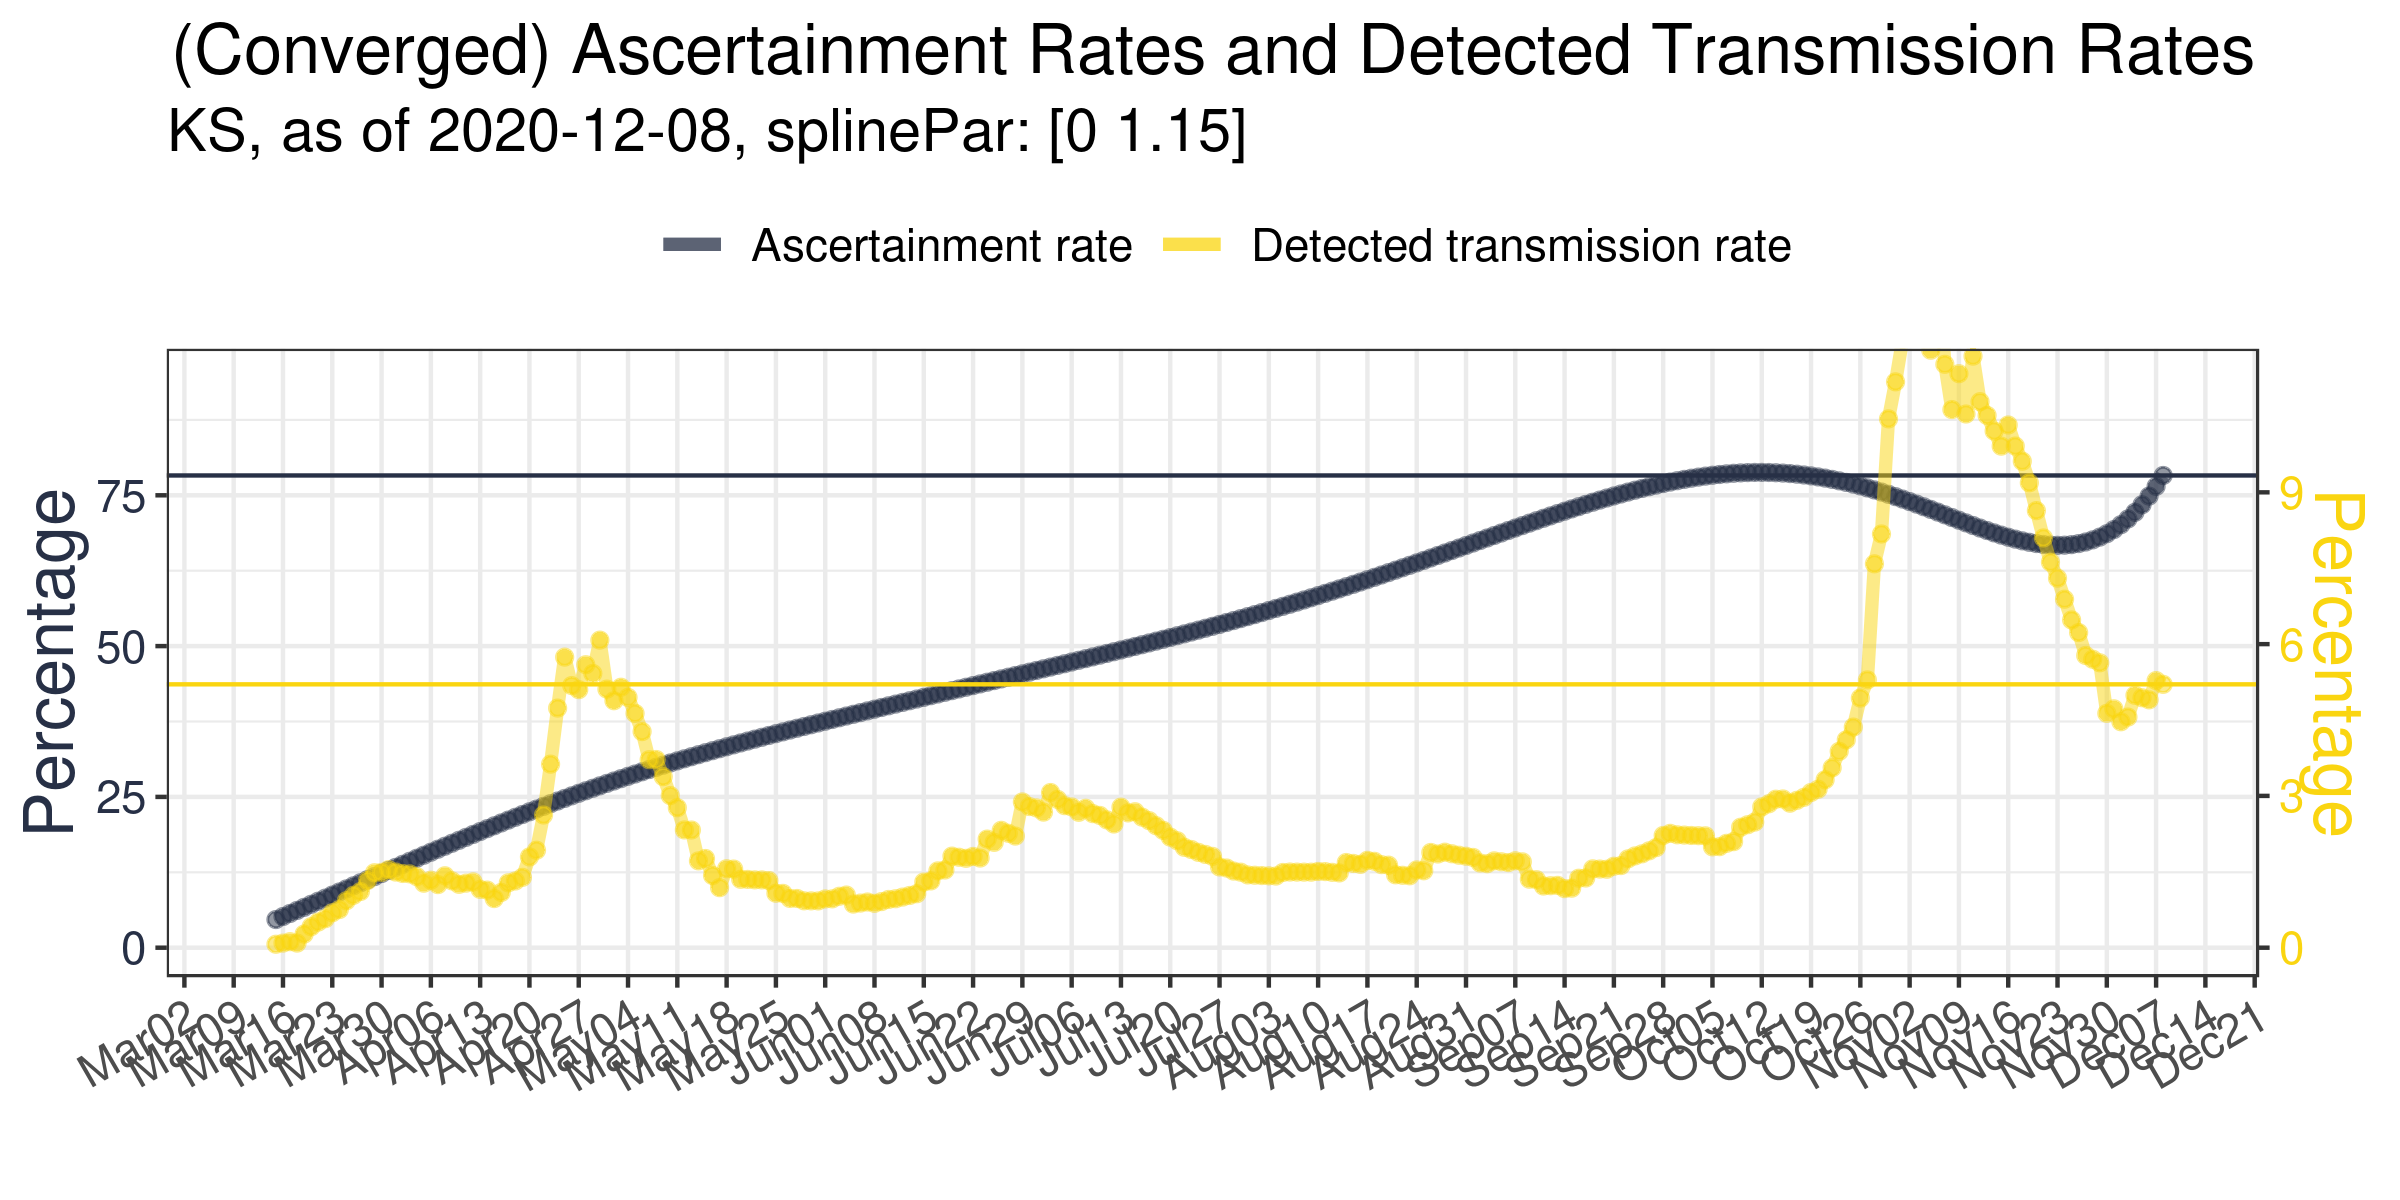 (Converged) Ascertainment Rates and Detected Transmission Rates
KS, as of 2020-12-08, splinePar: [0 1.15]
Ascertainment rate
Detected transmission rate
Percentage
75
50
25
0
9
6
3
0
Percentage
Mar02
Mar09
Mar16
Mar23
Mar30
Apr06
Apr13
Apr20
Apr27
May04
May11
May18
May25
Jun01
Jun08
Jun15
Jun22
Jun29
Jul06
Jul13
Jul20
Jul27
Aug03
Aug10
Aug17
Aug24
Aug31
Sep07
Sep14
Sep21
Sep28
Oct05
Oct12
Oct19
Oct26
Nov02
Nov09
Nov16
Nov23
Nov30
Dec07
Dec14
Dec21